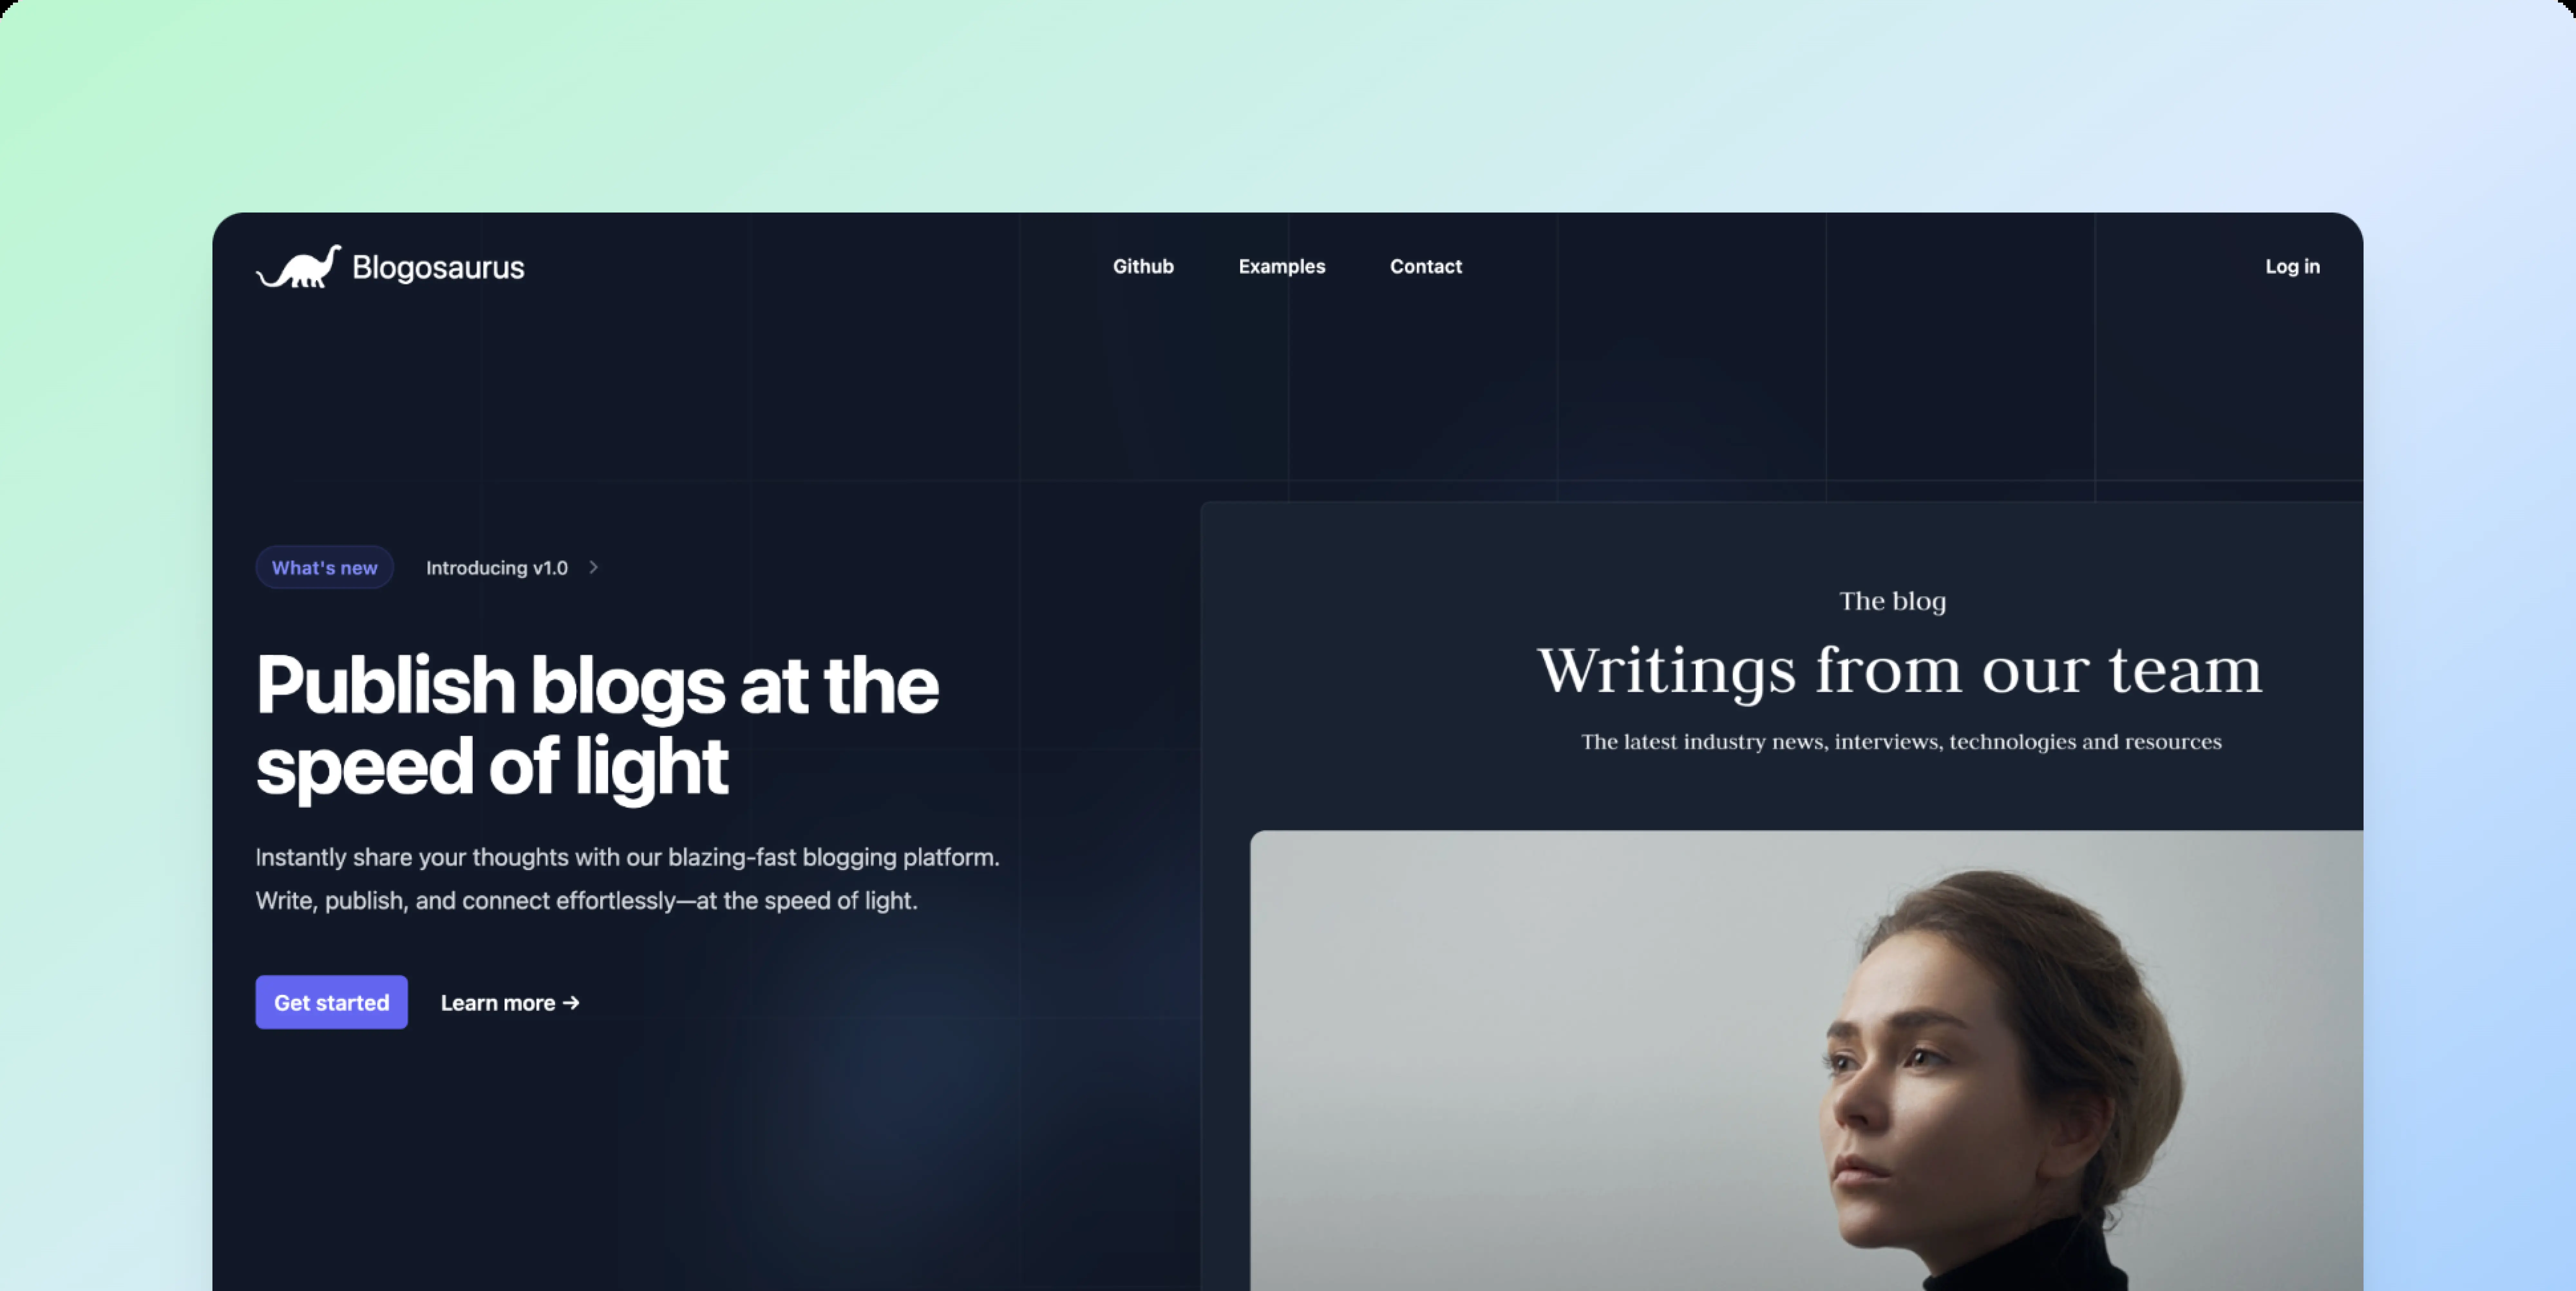 Blogosaurus
Github
Examples
Contact
Log in
What's new
Introducing v1.0
Publish blogs at the
speed of light
Instantly share your thoughts with our blazing-fast blogging platform.
Write, publish, and connect effortlessly—at the speed of light.
Get started
Learn more →
The blog
Writings from our team
The latest industry news, interviews, technologies and resources